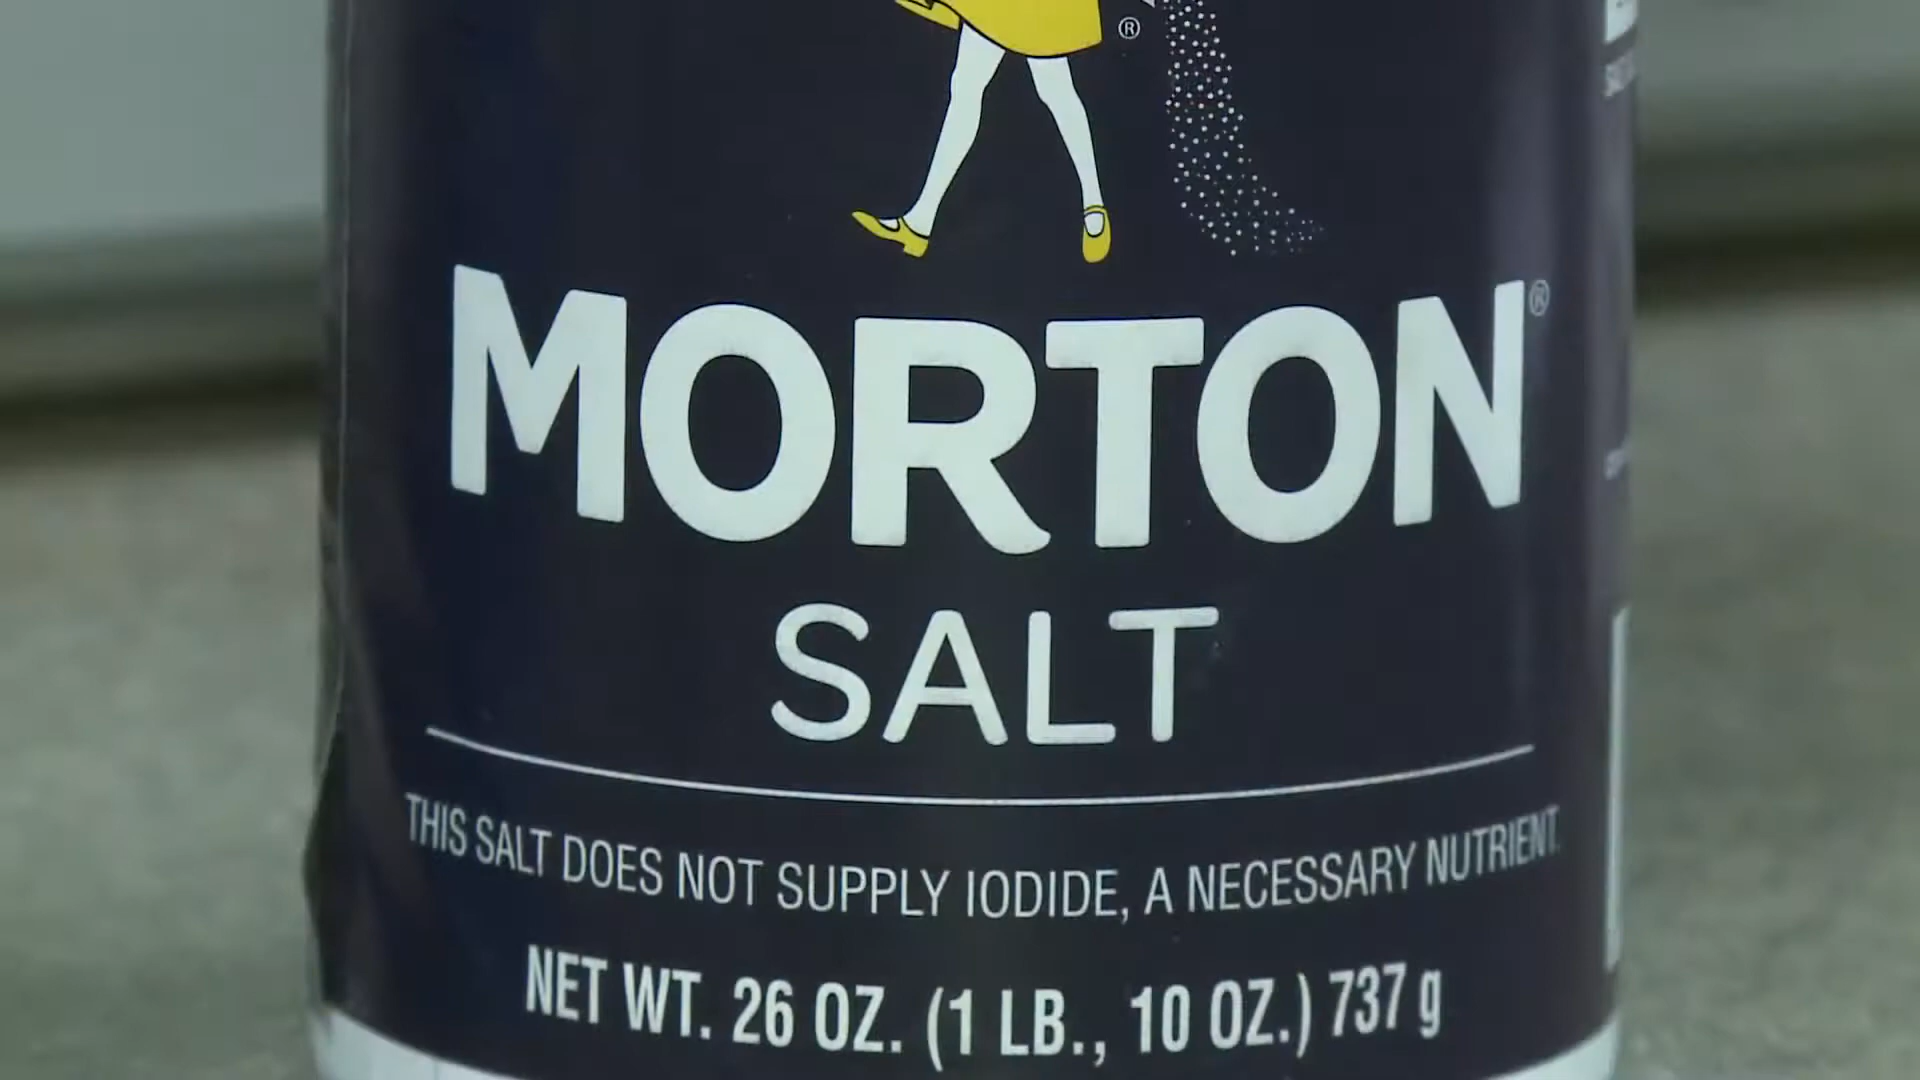 ®
MORTON®
SALT
THIS SALT DOES NOT SUPPLY IODIDE, A NECESSARY NUTRIENT.
NET WT. 26 OZ. (1 LB., 10 OZ.) 737 g